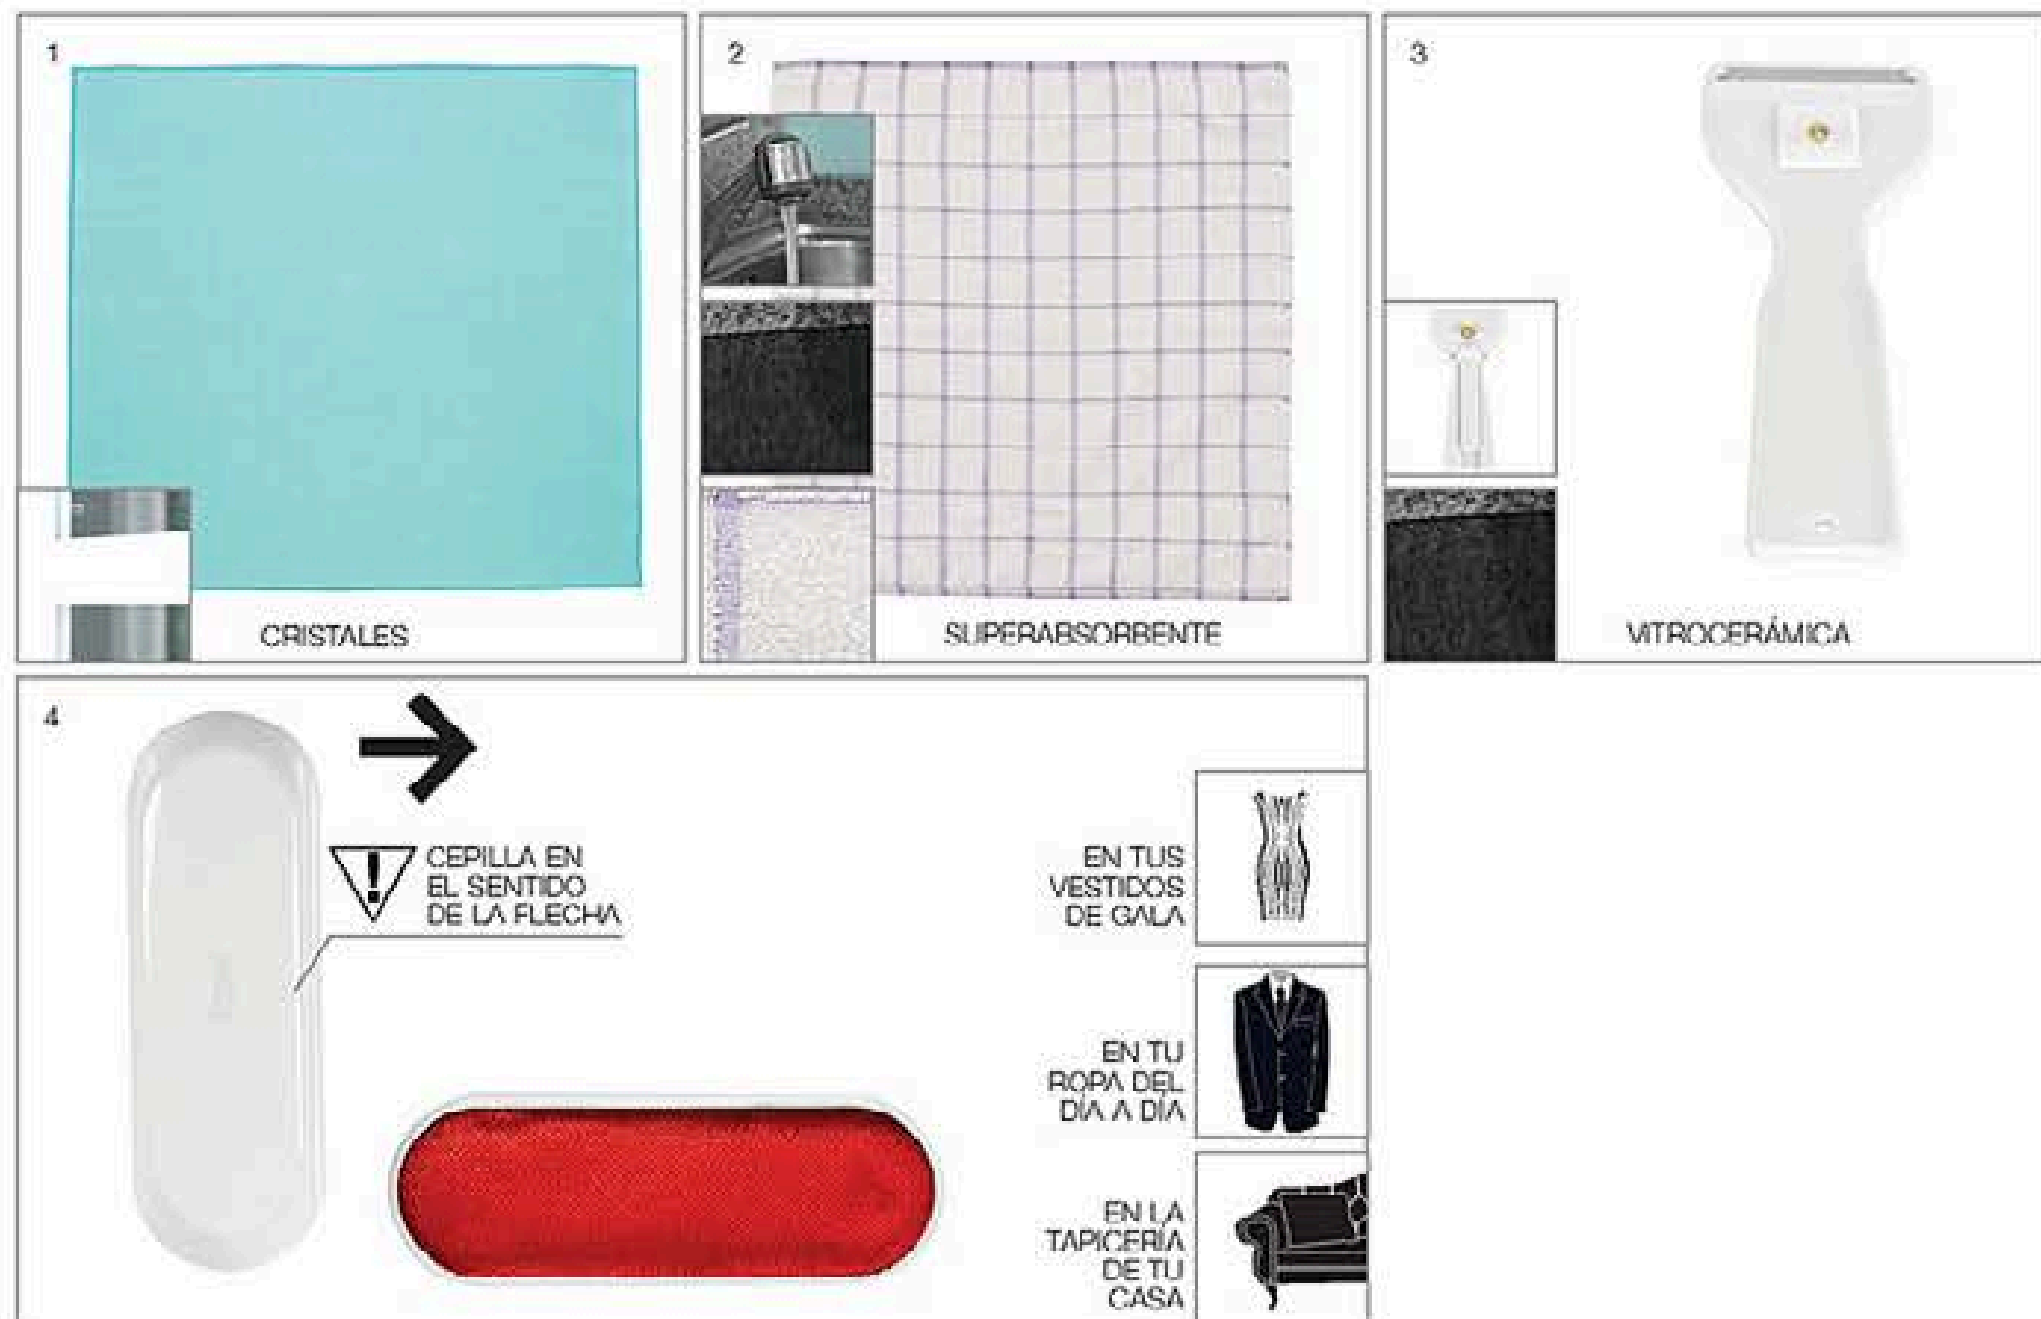 1
CRISTALES
2
SUPERABSORBENTE
3
VITROCERÁMICA
4
!
CEPILLA EN
EL SENTIDO
DE LA FLECHA
EN TUS
VESTIDOS
DE GALA
EN TU
ROPA DEL
DÍA A DÍA
EN LA
TAPICERÍA
DE TU
CASA